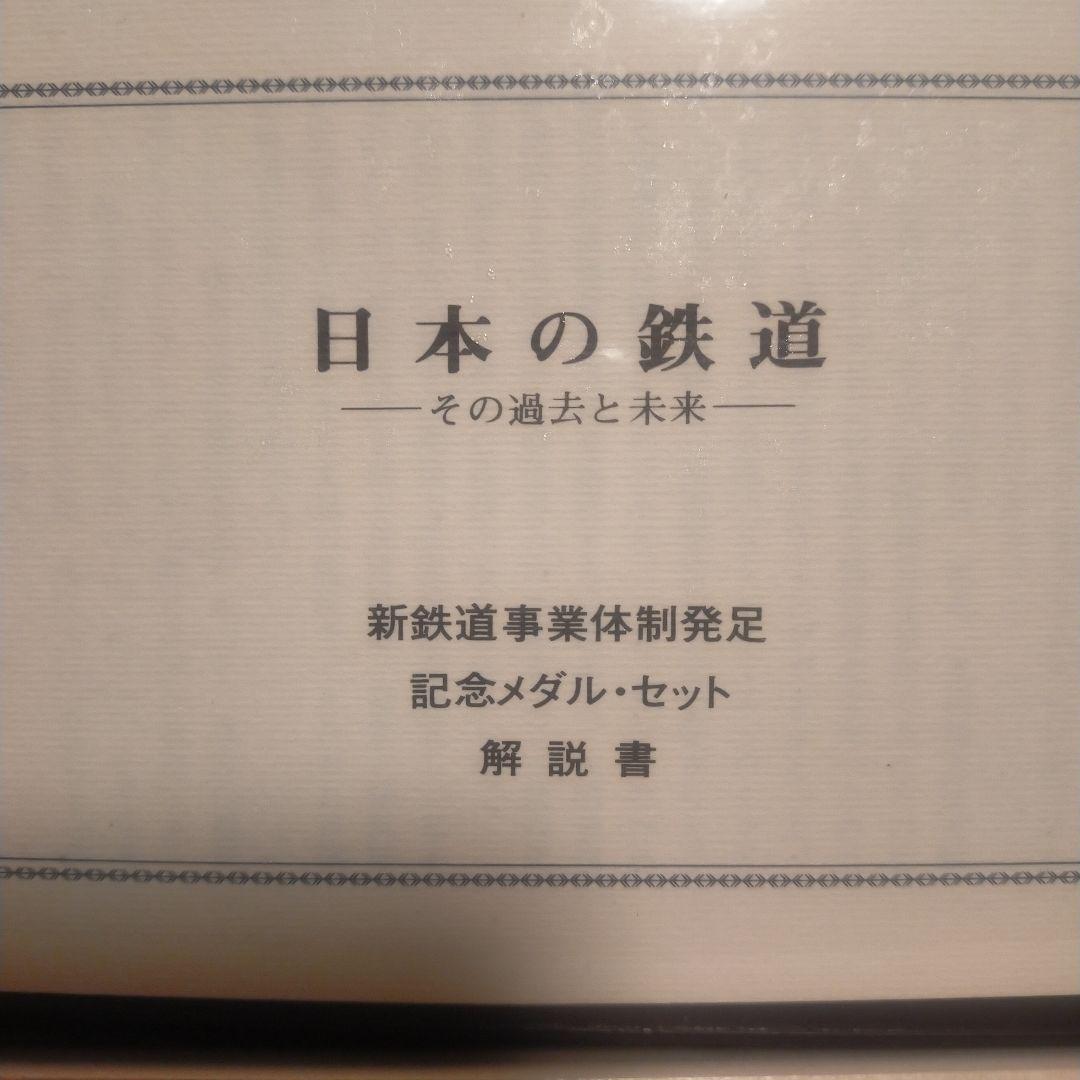 日本の鉄道
──その過去と未来──
新鉄道事業体制発足
記念メダル・セット
解説書